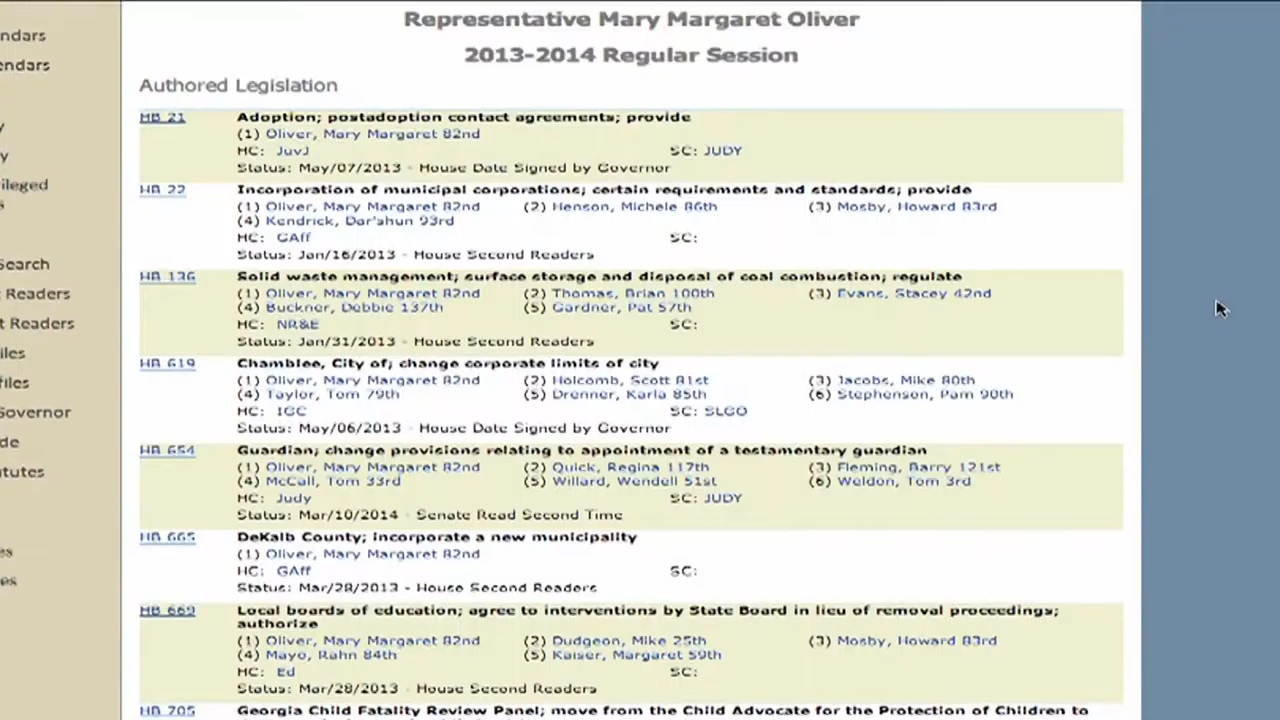 Representative Mary Margaret Oliver
2013-2014 Regular Session
Authored Legislation
ndars
endars
y
y
ileged
s
Search
Readers
t Readers
iles
files
Governor
de
tutes
es
es
HB 21 Adoption; postadoption contact agreements; provide
(1) Oliver, Mary Margaret 82nd
HC: JuvJ SC: JUDY
Status: May/07/2013 - House Date Signed by Governor
HB 22 Incorporation of municipal corporations; certain requirements and standards; provide
(1) Oliver, Mary Margaret 82nd (2) Henson, Michele 86th (3) Mosby, Howard 83rd
(4) Kendrick, Dar'shun 93rd
HC: GAff SC:
Status: Jan/16/2013 - House Second Readers
HB 136 Solid waste management; surface storage and disposal of coal combustion; regulate
(1) Oliver, Mary Margaret 82nd (2) Thomas, Brian 100th (3) Evans, Stacey 42nd
(4) Buckner, Debbie 137th (5) Gardner, Pat 57th
HC: NR&E SC:
Status: Jan/31/2013 - House Second Readers
HB 619 Chamblee, City of; change corporate limits of city
(1) Oliver, Mary Margaret 82nd (2) Holcomb, Scott 81st (3) Jacobs, Mike 80th
(4) Taylor, Tom 79th (5) Drenner, Karla 85th (6) Stephenson, Pam 90th
HC: IGC SC: SLGO
Status: May/06/2013 - House Date Signed by Governor
HB 654 Guardian; change provisions relating to appointment of a testamentary guardian
(1) Oliver, Mary Margaret 82nd (2) Quick, Regina 117th (3) Fleming, Barry 121st
(4) McCall, Tom 33rd (5) Willard, Wendell 51st (6) Weldon, Tom 3rd
HC: Judy SC: JUDY
Status: Mar/10/2014 - Senate Read Second Time
HB 665 DeKalb County; incorporate a new municipality
(1) Oliver, Mary Margaret 82nd
HC: GAff SC:
Status: Mar/28/2013 - House Second Readers
HB 669 Local boards of education; agree to interventions by State Board in lieu of removal proceedings;
authorize
(1) Oliver, Mary Margaret 82nd (2) Dudgeon, Mike 25th (3) Mosby, Howard 83rd
(4) Mayo, Rahn 84th (5) Kaiser, Margaret 59th
HC: Ed SC:
Status: Mar/28/2013 - House Second Readers
HB 705 Georgia Child Fatality Review Panel; move from the Child Advocate for the Protection of Children to